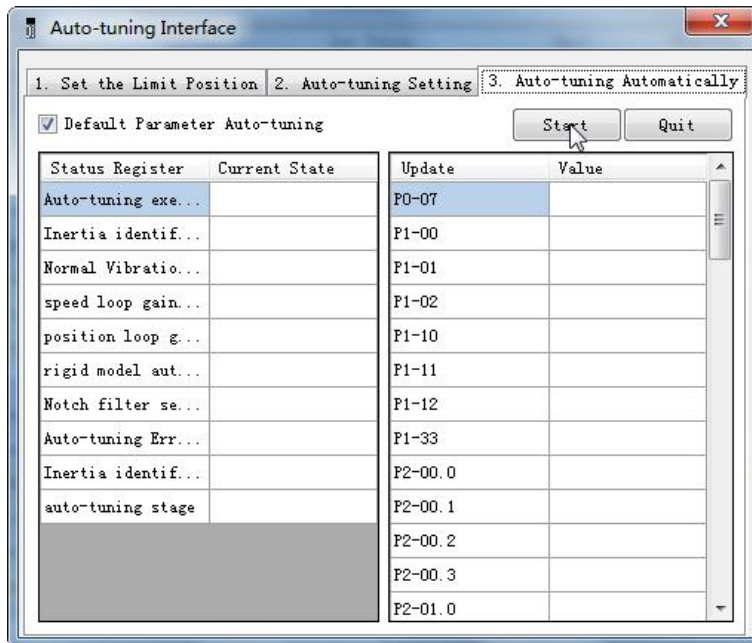 Auto-tuning Interface
1. Set the Limit Position 2. Auto-tuning Setting 3. Auto-tuning Automatically
Default Parameter Auto-tuning Start Quit
Status Register Current State Update Value
Auto-tuning exe... P0-07
Inertia identif... P1-00
Normal Vibratio... P1-01
speed loop gain... P1-02
position loop g... P1-10
rigid model aut... P1-11
Notch filter se... P1-12
Auto-tuning Err... P1-33
Inertia identif... P2-00.0
auto-tuning stage P2-00.1
P2-00.2
P2-00.3
P2-01.0